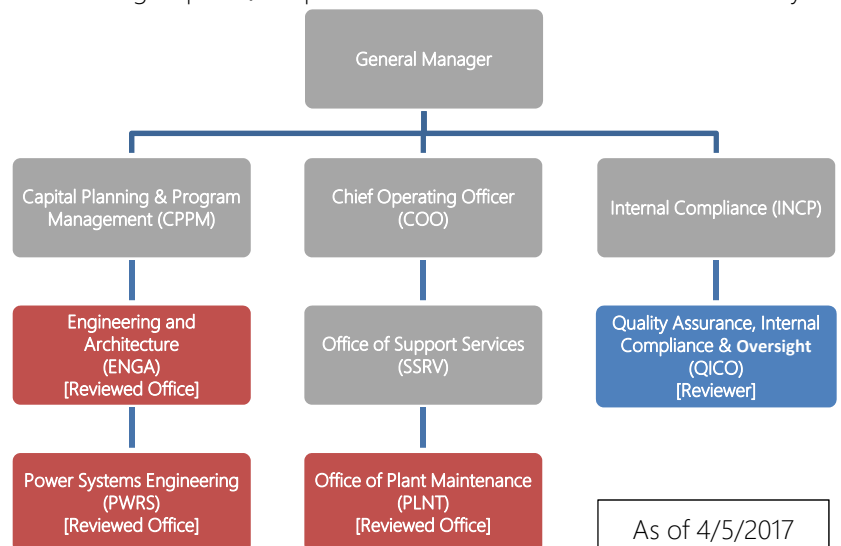 General Manager
Capital Planning & Program
Management (CPPM)
Chief Operating Officer
(COO)
Internal Compliance (INCP)
Engineering and
Architecture
(ENGA)
[Reviewed Office]
Office of Support Services
(SSRV)
Quality Assurance, Internal
Compliance & Oversight
(QICO)
[Reviewer]
Power Systems Engineering
(PWRS)
[Reviewed Office]
Office of Plant Maintenance
(PLNT)
[Reviewed Office]
As of 4/5/2017